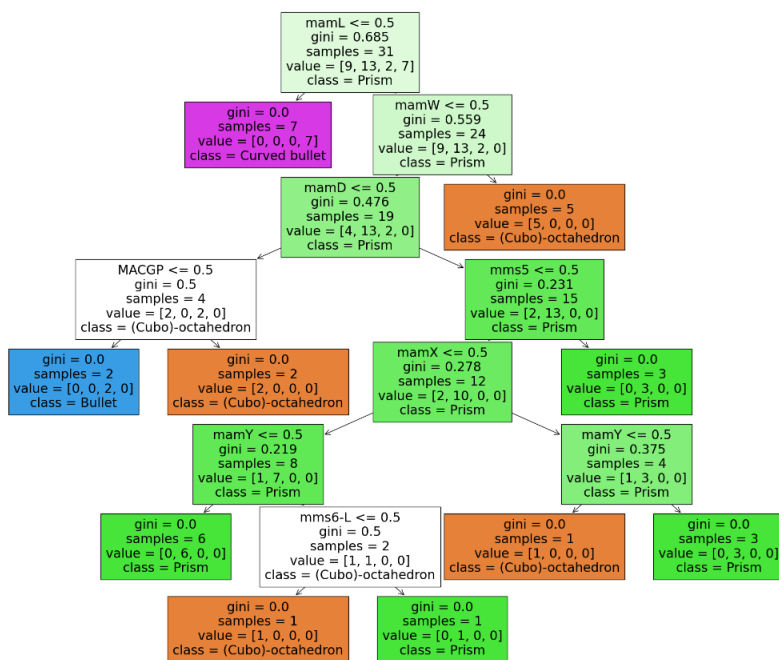 mamL <= 0.5
gini = 0.685
samples = 31
value = [9, 13, 2, 7]
class = Prism
gini = 0.0
samples = 7
value = [0, 0, 0, 7]
class = Curved bullet
mamW <= 0.5
gini = 0.559
samples = 24
value = [9, 13, 2, 0]
class = Prism
mamD <= 0.5
gini = 0.476
samples = 19
value = [4, 13, 2, 0]
class = Prism
gini = 0.0
samples = 5
value = [5, 0, 0, 0]
class = (Cubo)-octahedron
MACGP <= 0.5
gini = 0.5
samples = 4
value = [2, 0, 2, 0]
class = (Cubo)-octahedron
mms5 <= 0.5
gini = 0.231
samples = 15
value = [2, 13, 0, 0]
class = Prism
gini = 0.0
samples = 2
value = [0, 0, 2, 0]
class = Bullet
gini = 0.0
samples = 2
value = [2, 0, 0, 0]
class = (Cubo)-octahedron
mamX <= 0.5
gini = 0.278
samples = 12
value = [2, 10, 0, 0]
class = Prism
gini = 0.0
samples = 3
value = [0, 3, 0, 0]
class = Prism
mamY <= 0.5
gini = 0.219
samples = 8
value = [1, 7, 0, 0]
class = Prism
mamY <= 0.5
gini = 0.375
samples = 4
value = [1, 3, 0, 0]
class = Prism
gini = 0.0
samples = 6
value = [0, 6, 0, 0]
class = Prism
mms6-L <= 0.5
gini = 0.5
samples = 2
value = [1, 1, 0, 0]
class = (Cubo)-octahedron
gini = 0.0
samples = 1
value = [1, 0, 0, 0]
class = (Cubo)-octahedron
gini = 0.0
samples = 3
value = [0, 3, 0, 0]
class = Prism
gini = 0.0
samples = 1
value = [1, 0, 0, 0]
class = (Cubo)-octahedron
gini = 0.0
samples = 1
value = [0, 1, 0, 0]
class = Prism